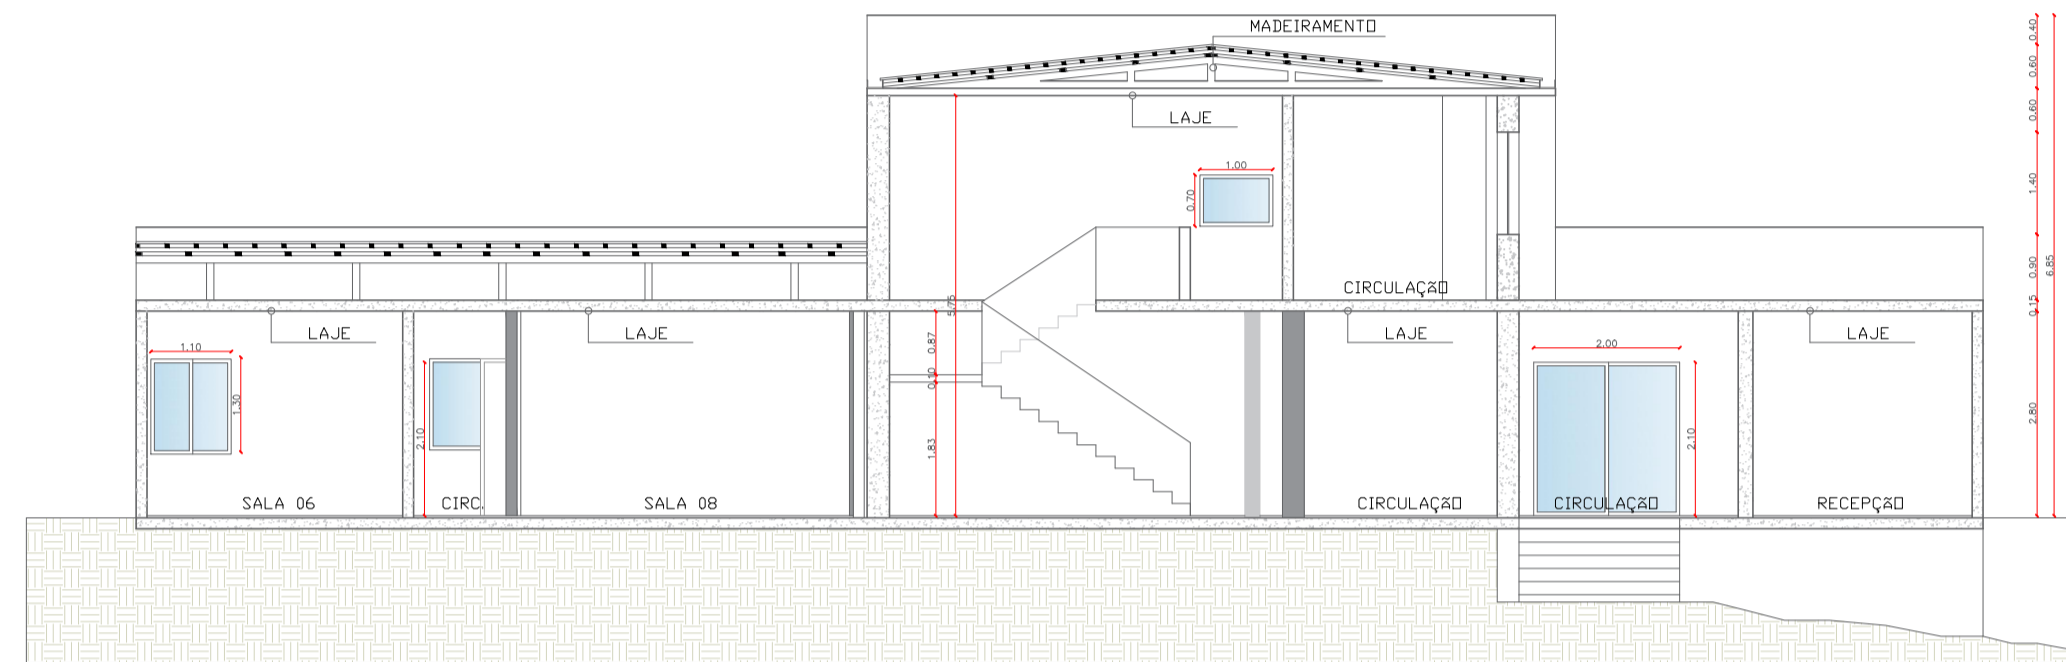 MADEIRAMENTO
0.40
0.60
LAJE
0.60
1.00
0.70
1.40
6.85
0.90
CIRCULAÇÃO
5.75
0.15
LAJE
LAJE
LAJE
LAJE
1.10
0.87
2.00
0.10
1.30
2.10
1.83
2.10
2.80
SALA 06
CIRC.
SALA 08
CIRCULAÇÃO
CIRCULAÇÃO
RECEPÇÃO